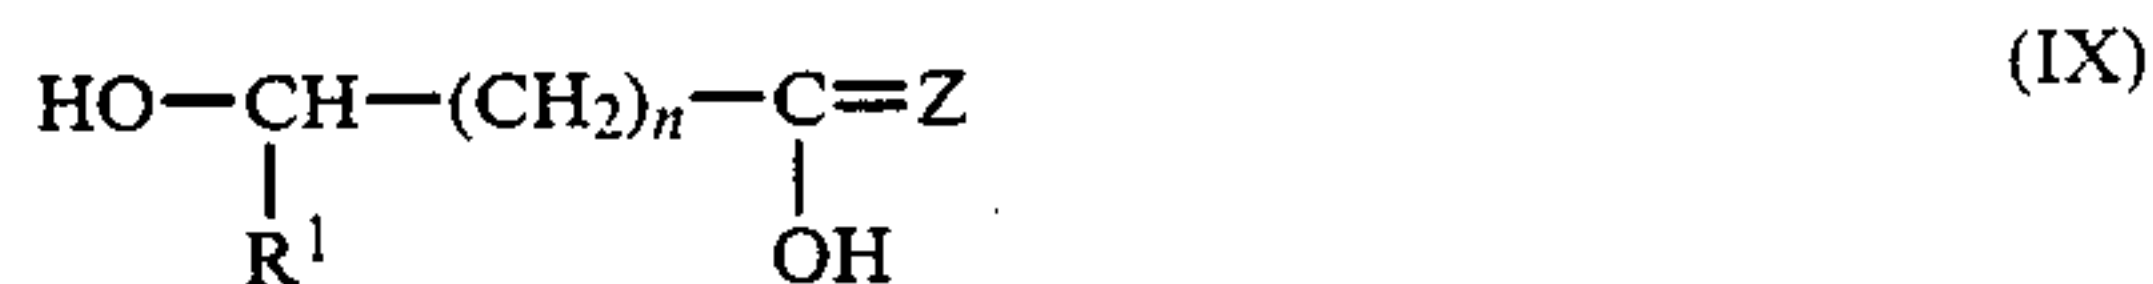 HO—CH—(CH2)n—C=Z (IX)
R1 OH